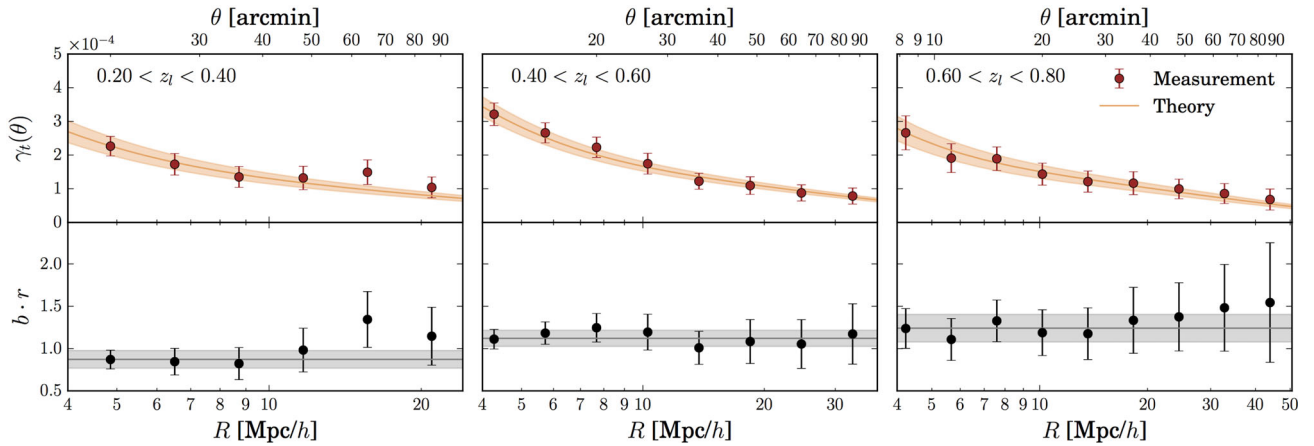 θ [arcmin] θ [arcmin] θ [arcmin]
×10⁻⁴ 30 40 50 60 70 80 90 20 30 40 50 60 70 80 90 8 9 10 20 30 40 50 60 70 80 90
5 0.20 < z_l < 0.40 0.40 < z_l < 0.60 0.60 < z_l < 0.80 Measurement
4 Theory
3
γ_t(θ)
2
1
0
2.0
b · r
1.5
1.0
0.5
4 5 6 7 8 9 10 20 4 5 6 7 8 9 10 20 30 4 5 6 7 8 9 10 20 30 40 50
R [Mpc/h] R [Mpc/h] R [Mpc/h]